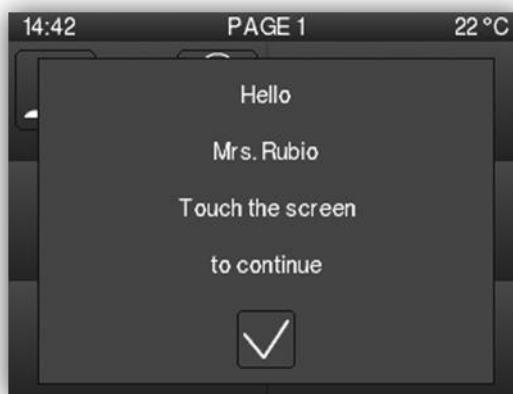 14:42 PAGE 1 22 °C
Hello
Mrs. Rubio
Touch the screen
to continue